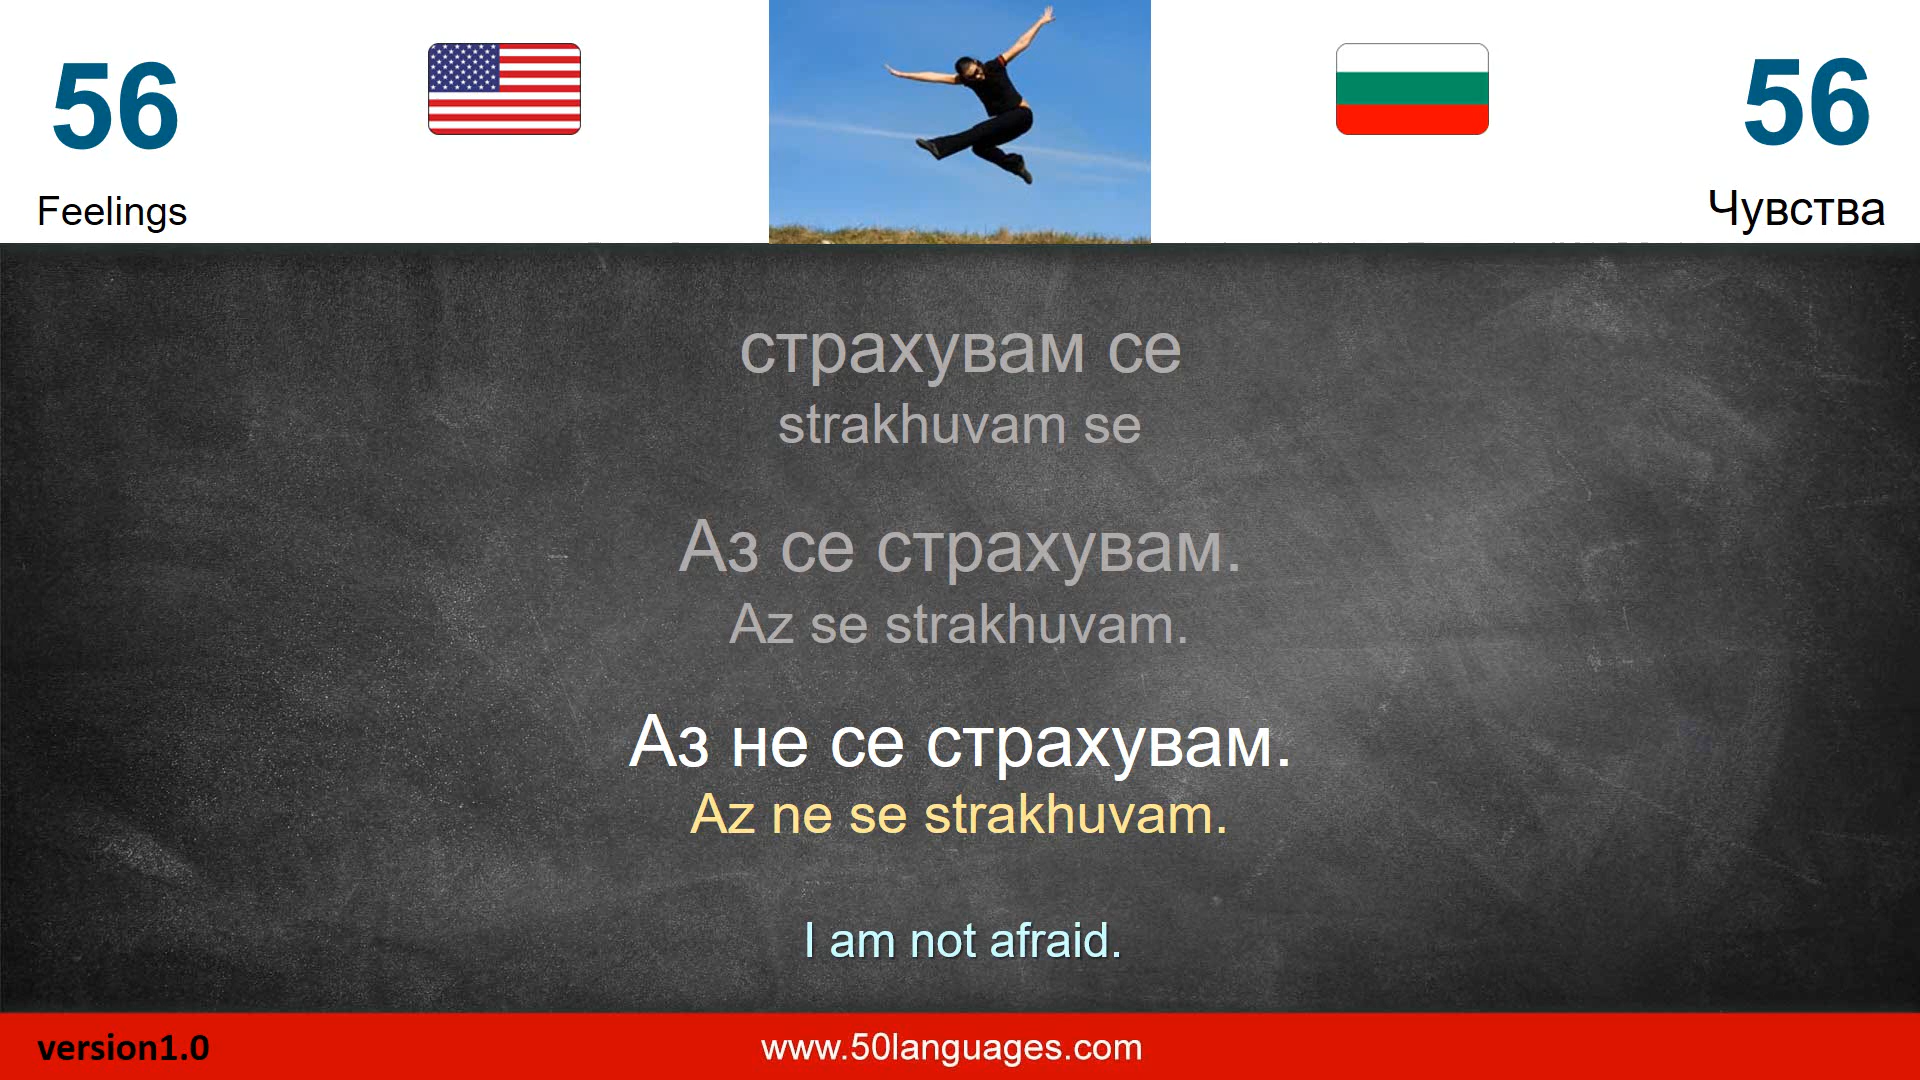 56
56
Feelings
Чувства
страхувам се
strakhuvam se
Аз се страхувам.
Az se strakhuvam.
Аз не се страхувам.
Az ne se strakhuvam.
I am not afraid.
version1.0
www.50languages.com